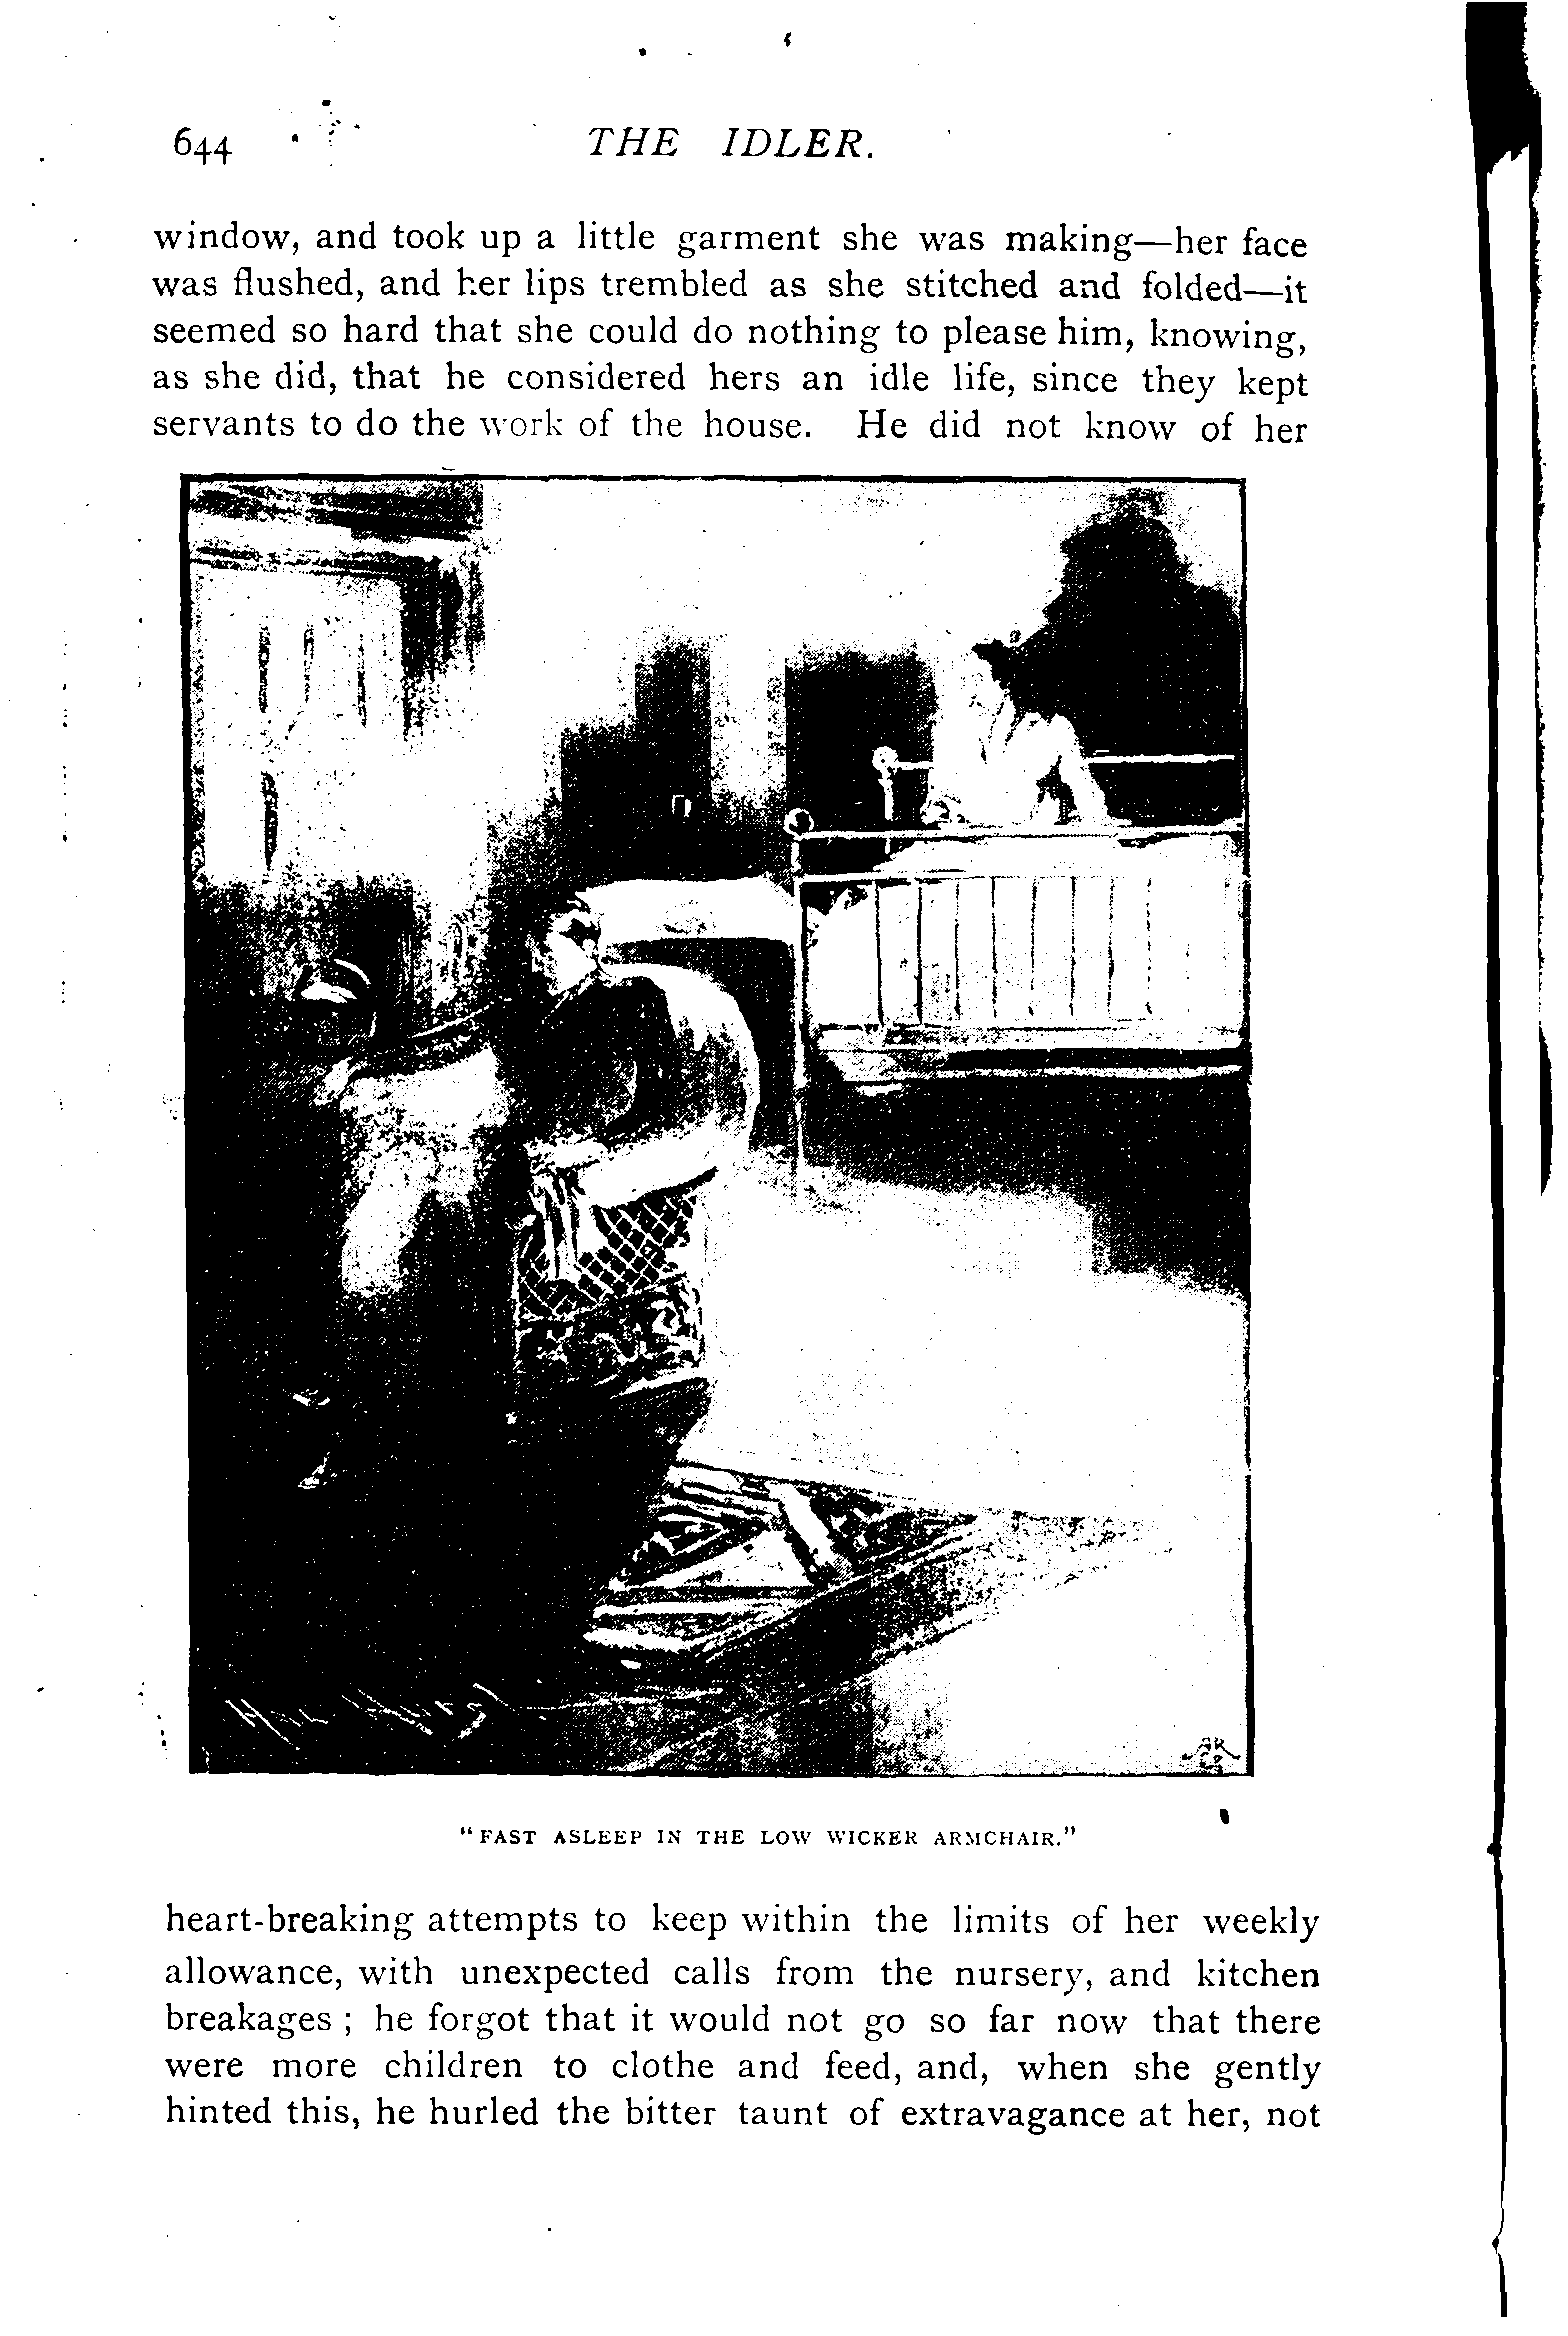 644 THE IDLER.
window, and took up a little garment she was making—her face
was flushed, and her lips trembled as she stitched and folded—it
seemed so hard that she could do nothing to please him, knowing,
as she did, that he considered hers an idle life, since they kept
servants to do the work of the house. He did not know of her
"FAST ASLEEP IN THE LOW WICKER ARMCHAIR."
heart-breaking attempts to keep within the limits of her weekly
allowance, with unexpected calls from the nursery, and kitchen
breakages ; he forgot that it would not go so far now that there
were more children to clothe and feed, and, when she gently
hinted this, he hurled the bitter taunt of extravagance at her, not